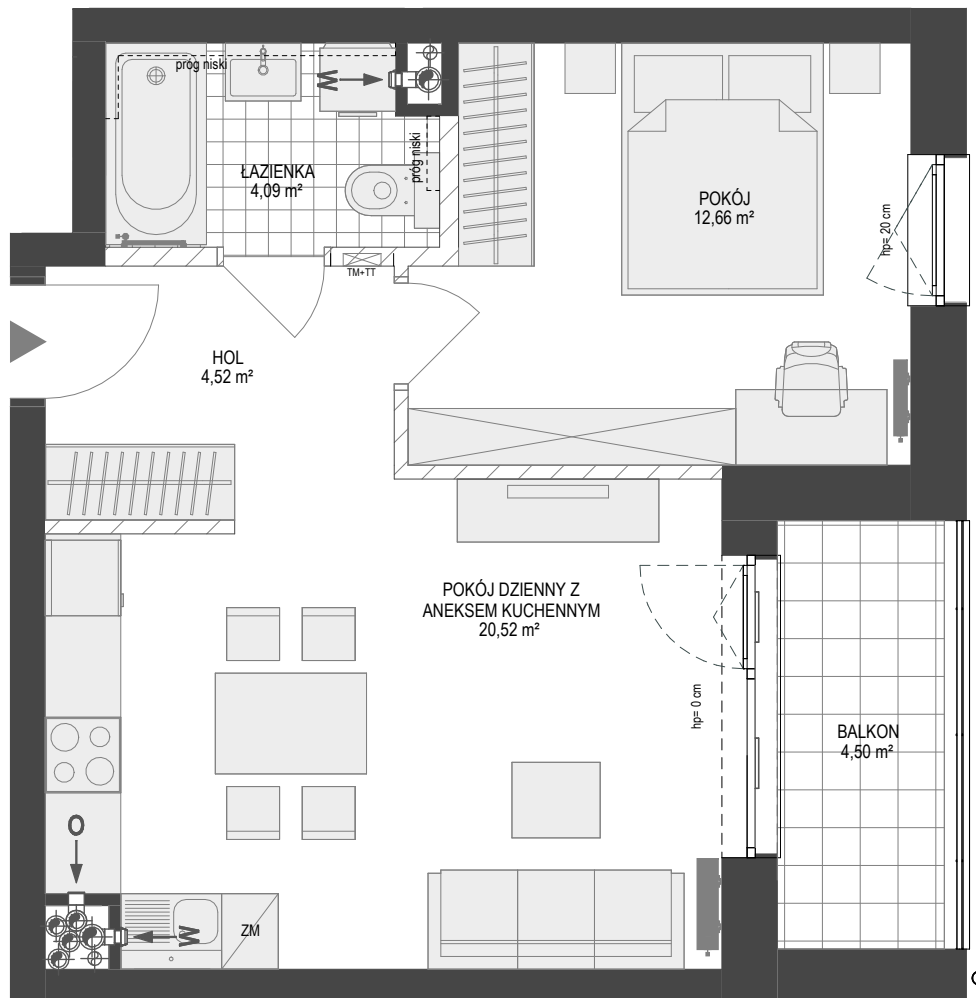 próg niski
W
ŁAZIENKA
4,09 m²
próg niski
TM+TT
POKÓJ
12,66 m²
hp= 20 cm
HOL
4,52 m²
POKÓJ DZIENNY Z
ANEKSEM KUCHENNYM
20,52 m²
hp= 0 cm
BALKON
4,50 m²
O
W
ZM